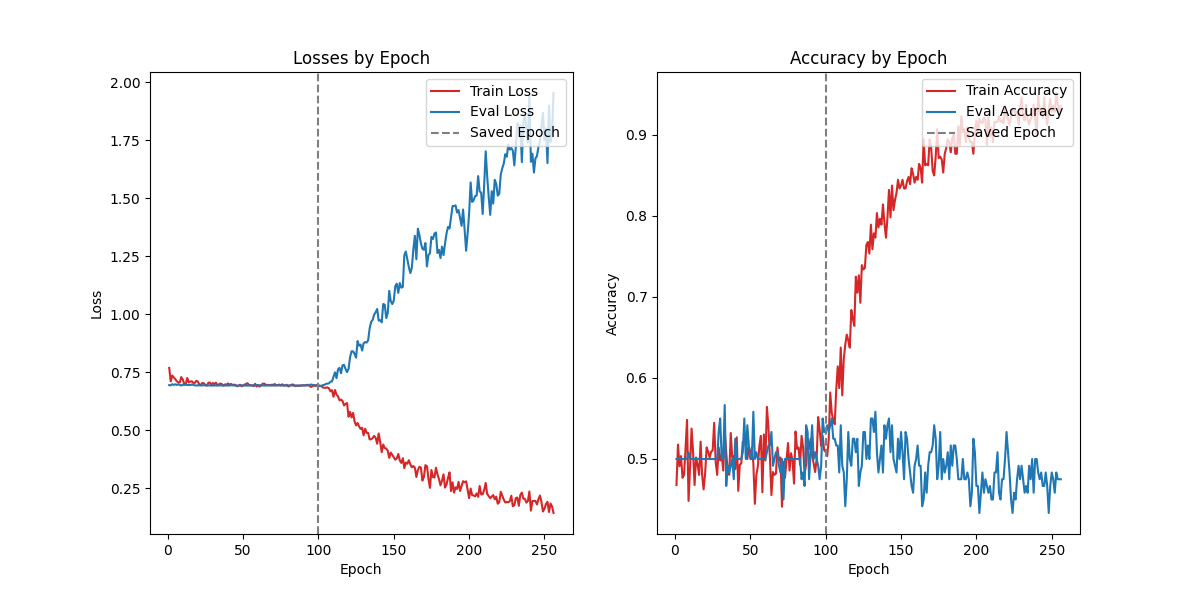 Losses by Epoch
2.00
1.75
1.50
1.25
1.00
0.75
0.50
0.25
Loss
0
50
100
150
200
250
Epoch
Train Loss
Eval Loss
Saved Epoch
Accuracy by Epoch
0.9
0.8
0.7
0.6
0.5
Accuracy
0
50
100
150
200
250
Epoch
Train Accuracy
Eval Accuracy
Saved Epoch